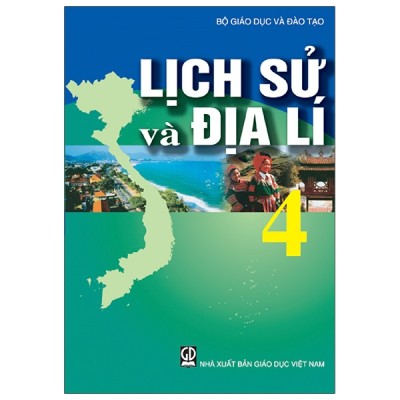 BỘ GIÁO DỤC VÀ ĐÀO TẠO
LỊCH SỬ
và ĐỊA LÍ
4
GD
NHÀ XUẤT BẢN GIÁO DỤC VIỆT NAM